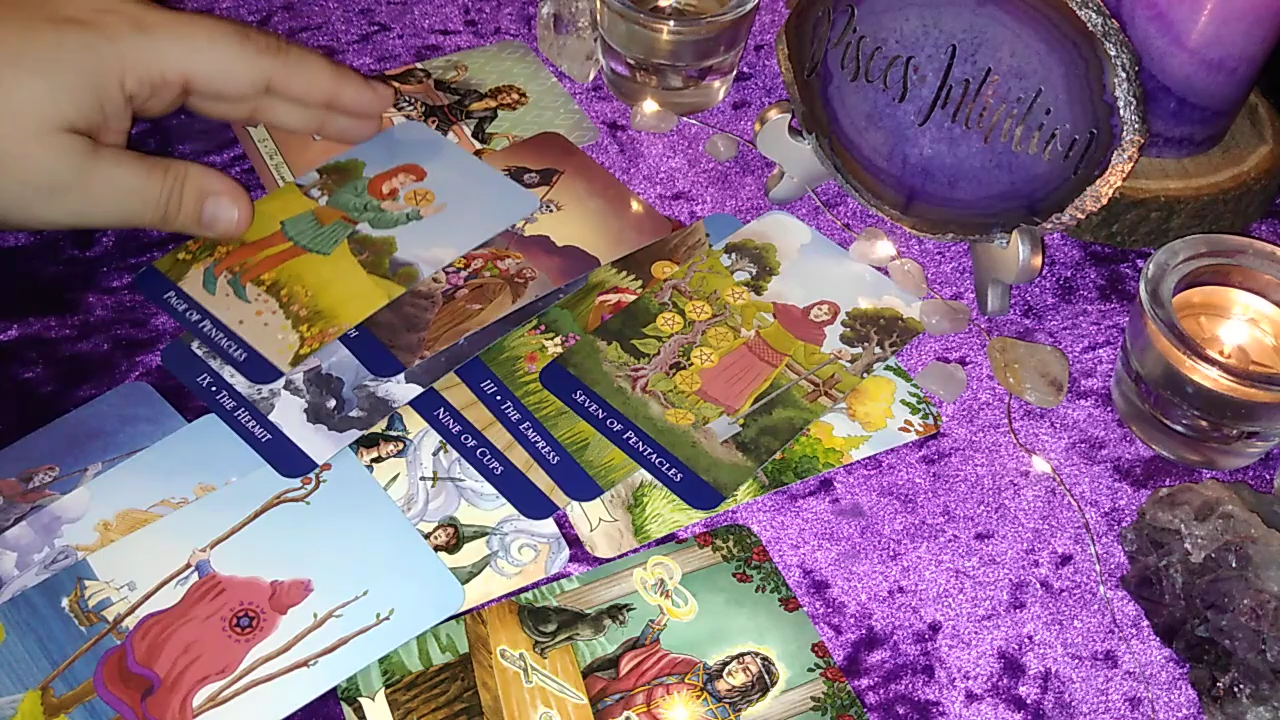 Pisces Intuition
PAGE OF PENTACLES
IX • THE HERMIT
NINE OF CUPS
III • THE EMPRESS
SEVEN OF PENTACLES